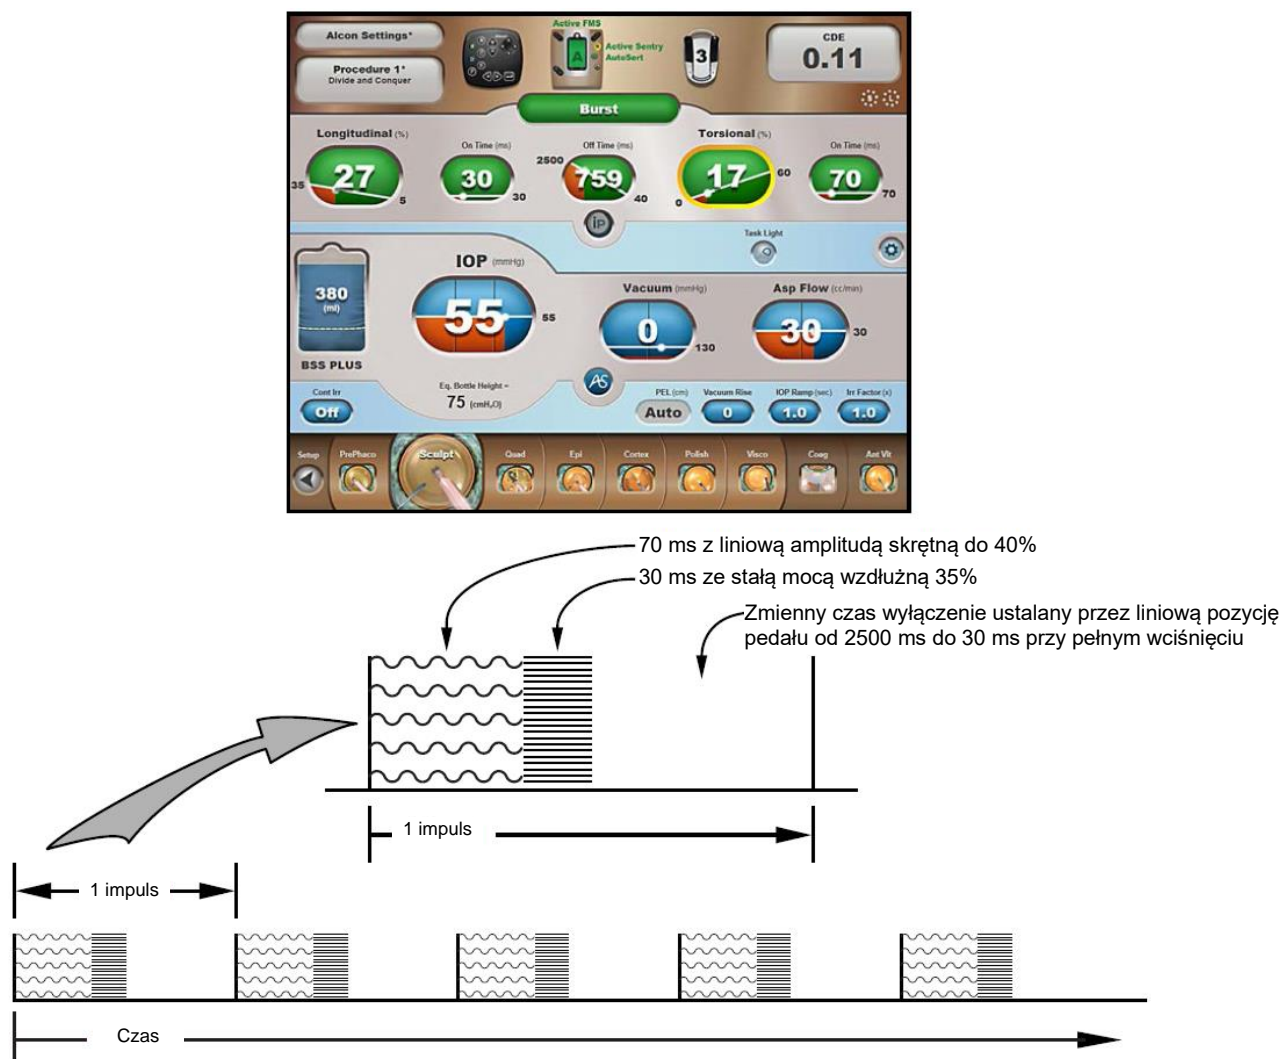 Active FMS
Alcon Settings*
Active Sentry
AutoSert
A
3
CDE
0.11
Procedure 1*
Divide and Conquer
Burst
Longitudinal (%)
On Time (ms)
Off Time (ms)
Torsional (%)
On Time (ms)
35 27 5
30 30
2500 759 40
0 17 60
70 70
iP
Task Light
380
(ml)
BSS PLUS
IOP (mmHg)
55 55
Vacuum (mmHg)
0 130
Asp Flow (cc/min)
30 30
Eq. Bottle Height =
75 (cmH₂O)
AS
Cont Irr
Off
PEL (cm) Vacuum Rise IOP Ramp (sec) Irr Factor (x)
Auto 0 1.0 1.0
Setup PrePhaco Sculpt Quad Epi Cortex Polish Visco Coag Ant Vit
70 ms z liniową amplitudą skrętną do 40%
30 ms ze stałą mocą wzdłużną 35%
Zmienny czas wyłączenie ustalany przez liniową pozycję
pedału od 2500 ms do 30 ms przy pełnym wciśnięciu
1 impuls
1 impuls
Czas